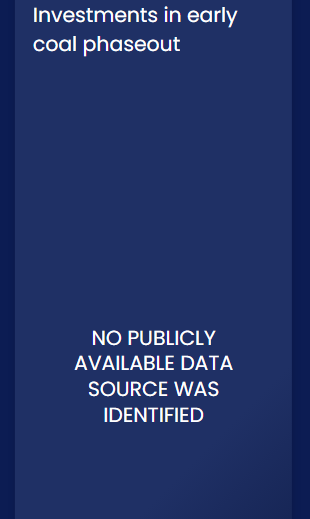 Investments in early
coal phaseout
NO PUBLICLY
AVAILABLE DATA
SOURCE WAS
IDENTIFIED